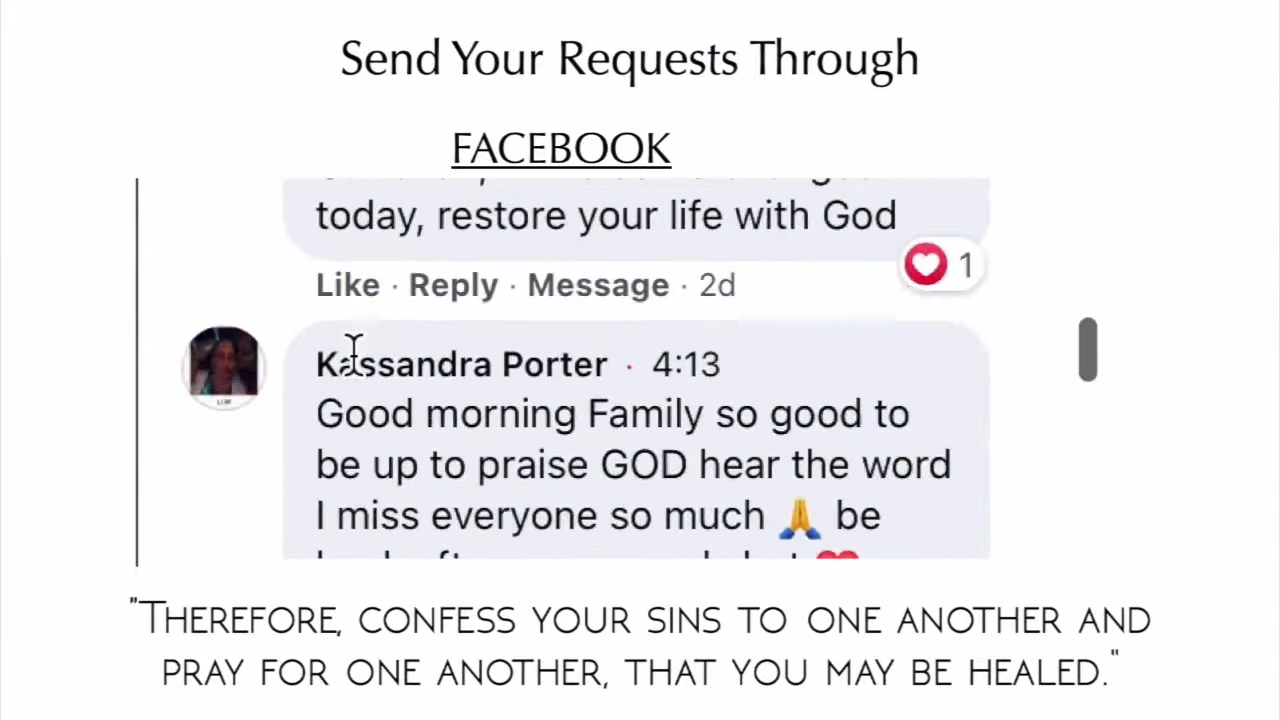 Send Your Requests Through
FACEBOOK
today, restore your life with God
Like · Reply · Message · 2d
1
Kassandra Porter · 4:13
Good morning Family so good to
be up to praise GOD hear the word
I miss everyone so much 🙏 be
"THEREFORE, CONFESS YOUR SINS TO ONE ANOTHER AND
PRAY FOR ONE ANOTHER, THAT YOU MAY BE HEALED."